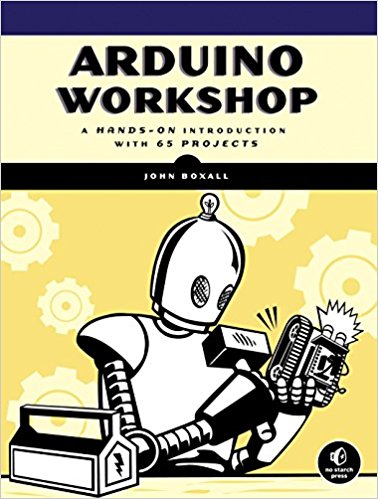 ARDUINO
WORKSHOP
A HANDS-ON INTRODUCTION
WITH 65 PROJECTS
JOHN BOXALL
no starch
press